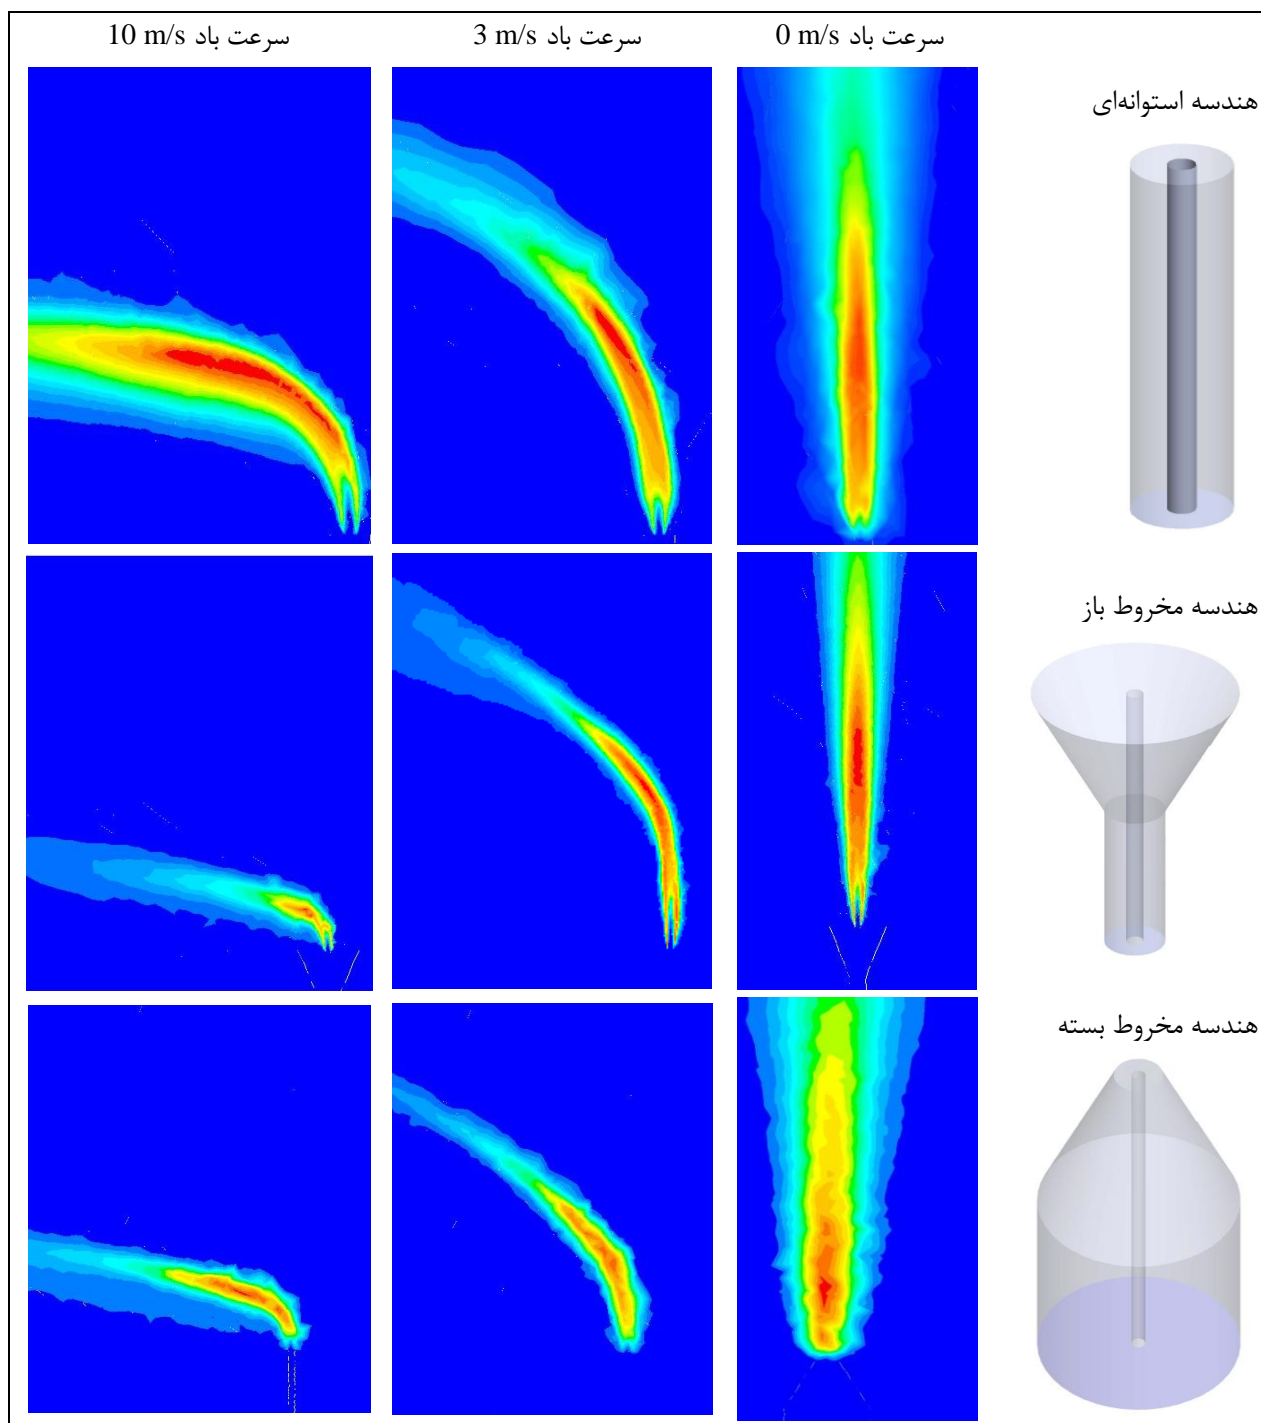 سرعت باد 0 m/s
سرعت باد 3 m/s
سرعت باد 10 m/s
هندسه استوانه‌ای
هندسه مخروط باز
هندسه مخروط بسته